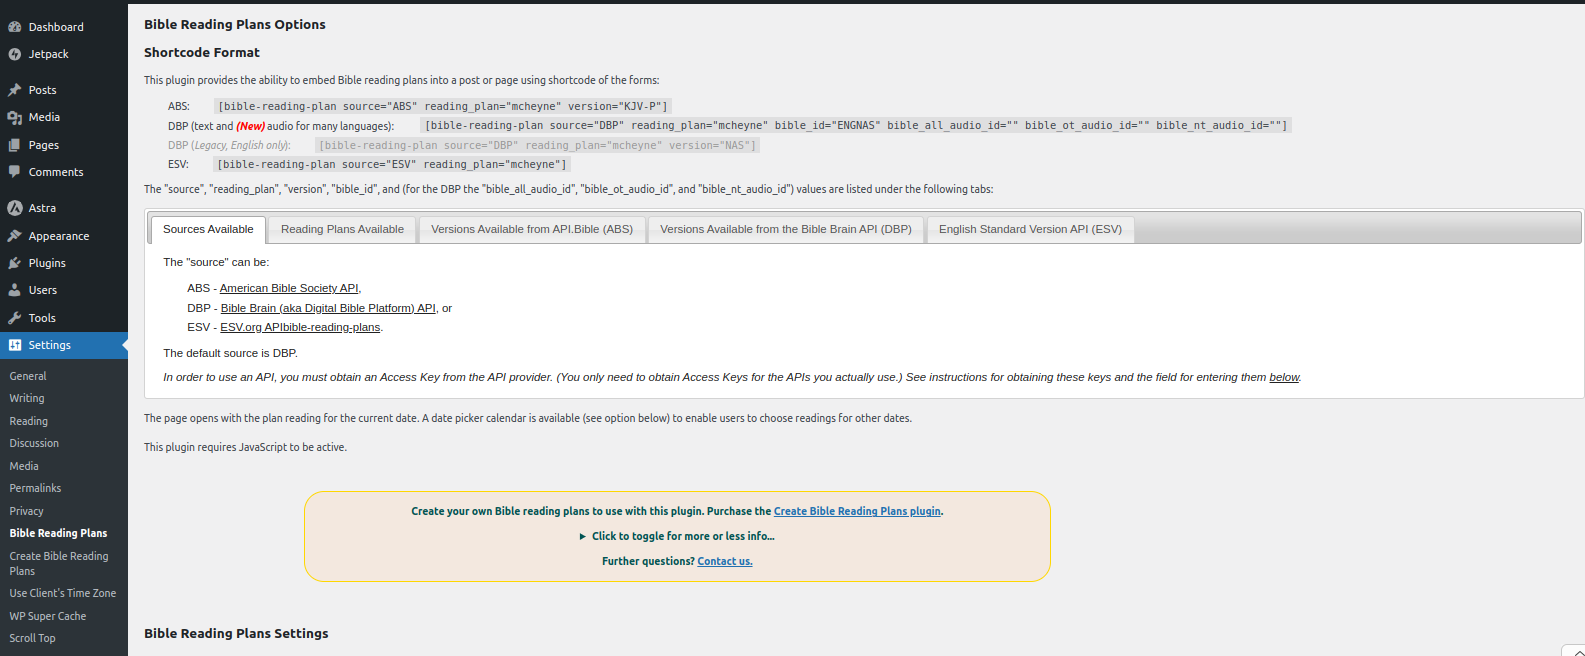 Dashboard
Jetpack
Posts
Media
Pages
Comments
Astra
Appearance
Plugins
Users
Tools
Settings
General
Writing
Reading
Discussion
Media
Permalinks
Privacy
Bible Reading Plans
Create Bible Reading
Plans
Use Client's Time Zone
WP Super Cache
Scroll Top
Bible Reading Plans Options
Shortcode Format
This plugin provides the ability to embed Bible reading plans into a post or page using shortcode of the forms:
ABS: [bible-reading-plan source="ABS" reading_plan="mcheyne" version="KJV-P"]
DBP (text and (New) audio for many languages): [bible-reading-plan source="DBP" reading_plan="mcheyne" bible_id="ENGNAS" bible_all_audio_id="" bible_ot_audio_id="" bible_nt_audio_id=""]
DBP (Legacy, English only): [bible-reading-plan source="DBP" reading_plan="mcheyne" version="NAS"]
ESV: [bible-reading-plan source="ESV" reading_plan="mcheyne"]
The "source", "reading_plan", "version", "bible_id", and (for the DBP the "bible_all_audio_id", "bible_ot_audio_id", and "bible_nt_audio_id") values are listed under the following tabs:
Sources Available Reading Plans Available Versions Available from API.Bible (ABS) Versions Available from the Bible Brain API (DBP) English Standard Version API (ESV)
The "source" can be:
ABS - American Bible Society API,
DBP - Bible Brain (aka Digital Bible Platform) API, or
ESV - ESV.org APIbible-reading-plans.
The default source is DBP.
In order to use an API, you must obtain an Access Key from the API provider. (You only need to obtain Access Keys for the APIs you actually use.) See instructions for obtaining these keys and the field for entering them below.
The page opens with the plan reading for the current date. A date picker calendar is available (see option below) to enable users to choose readings for other dates.
This plugin requires JavaScript to be active.
Create your own Bible reading plans to use with this plugin. Purchase the Create Bible Reading Plans plugin.
► Click to toggle for more or less info...
Further questions? Contact us.
Bible Reading Plans Settings